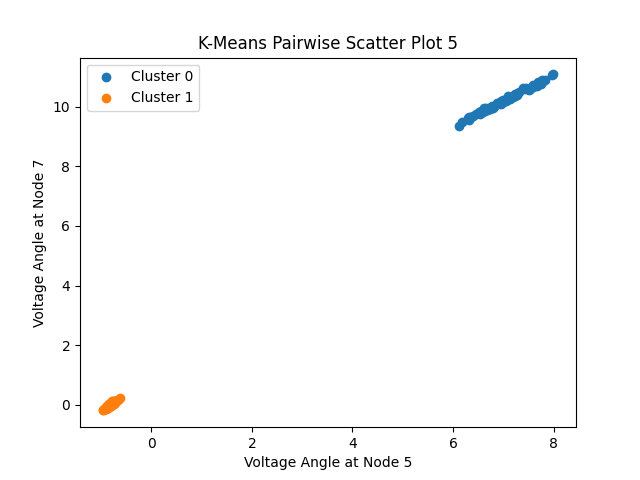 K-Means Pairwise Scatter Plot 5
Cluster 0
Cluster 1
Voltage Angle at Node 7
10
8
6
4
2
0
0 2 4 6 8
Voltage Angle at Node 5